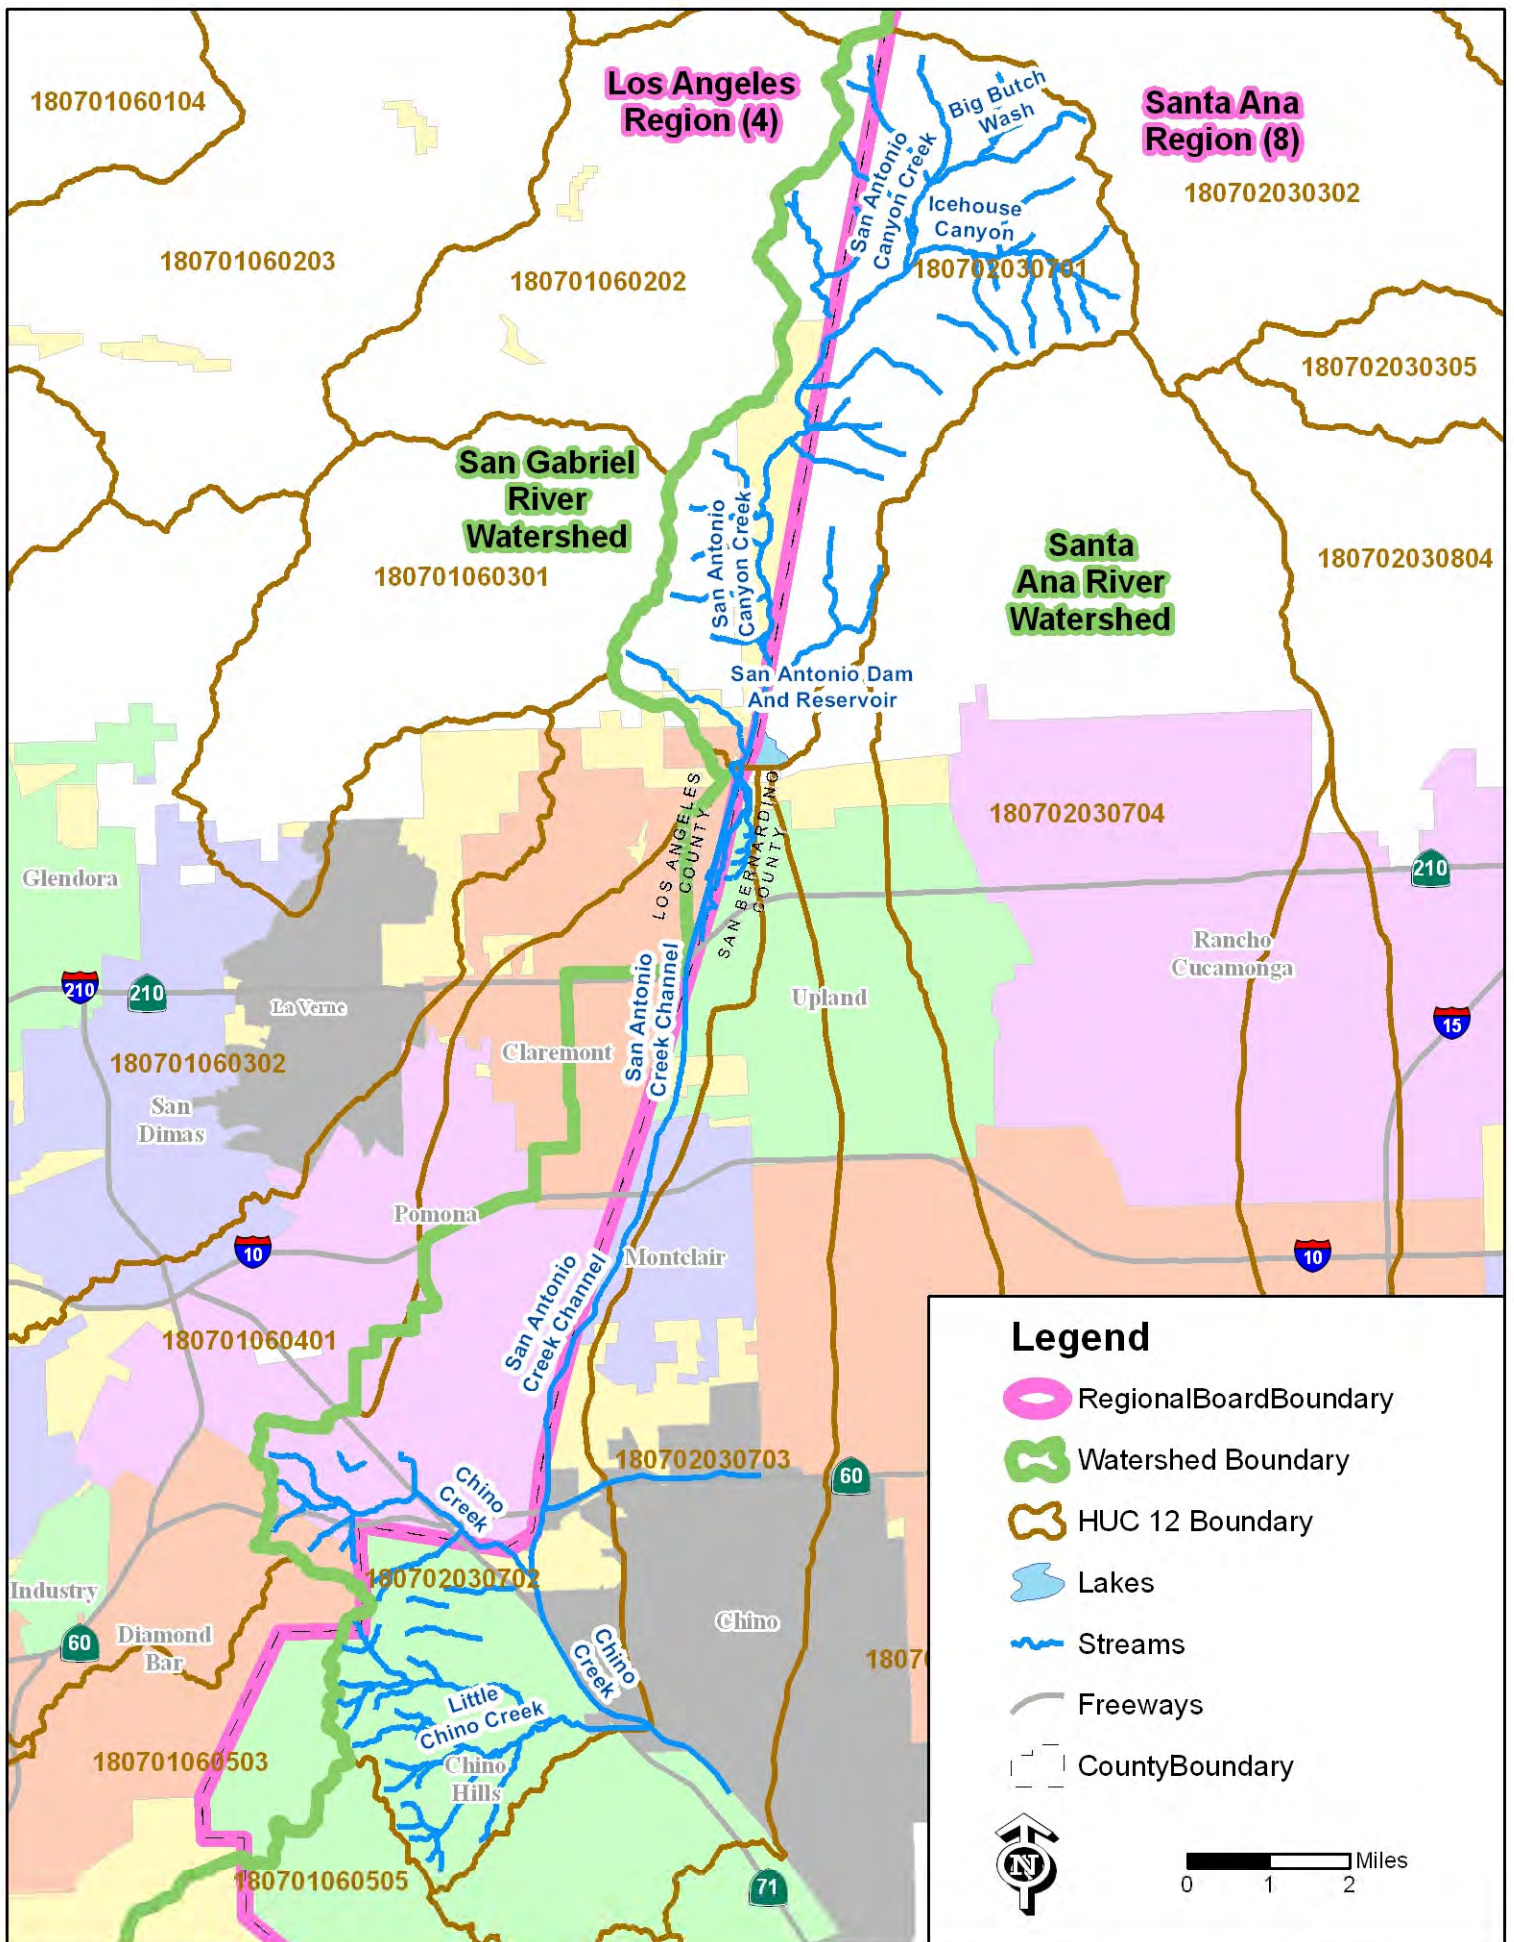 180701060104
Los Angeles
Region (4)
Big Butch
Wash
Santa Ana
Region (8)
San Antonio
Canyon Creek
180702030302
Icehouse
Canyon
180701060203
180701060202
180702030701
180702030305
San Gabriel
River
Watershed
180701060301
San Antonio
Canyon Creek
Santa
Ana River
Watershed
180702030804
San Antonio Dam
And Reservoir
LOS ANGELES
COUNTY
SAN BERNARDINO
COUNTY
180702030704
Glendora
210
Rancho
Cucamonga
210
210
La Verne
San Antonio
Creek Channel
Upland
15
Claremont
180701060302
San
Dimas
Pomona
10
Montclair
10
San Antonio
Creek Channel
180701060401
180702030703
60
Chino
Creek
180702030702
Industry
60
Diamond
Bar
Chino
Chino
Creek
1807
Little
Chino Creek
Chino
Hills
180701060503
180701060505
71
Legend
RegionalBoardBoundary
Watershed Boundary
HUC 12 Boundary
Lakes
Streams
Freeways
CountyBoundary
N
Miles
0 1 2